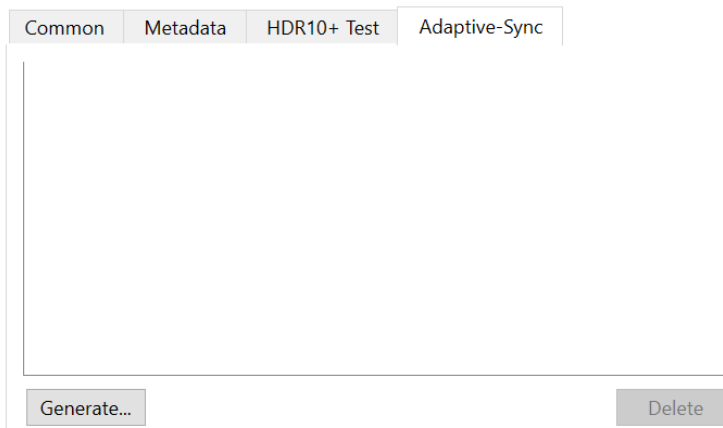 Common Metadata HDR10+ Test Adaptive-Sync
Generate... Delete